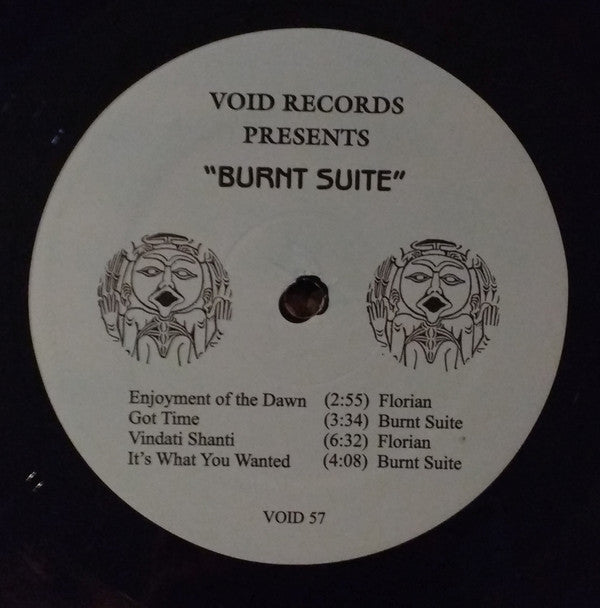 VOID RECORDS
PRESENTS
"BURNT SUITE"
Enjoyment of the Dawn (2:55) Florian
Got Time (3:34) Burnt Suite
Vindati Shanti (6:32) Florian
It's What You Wanted (4:08) Burnt Suite
VOID 57